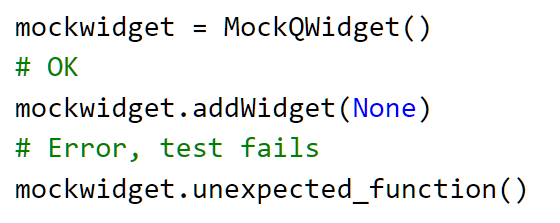 mockwidget = MockQWidget()
# OK
mockwidget.addWidget(None)
# Error, test fails
mockwidget.unexpected_function()